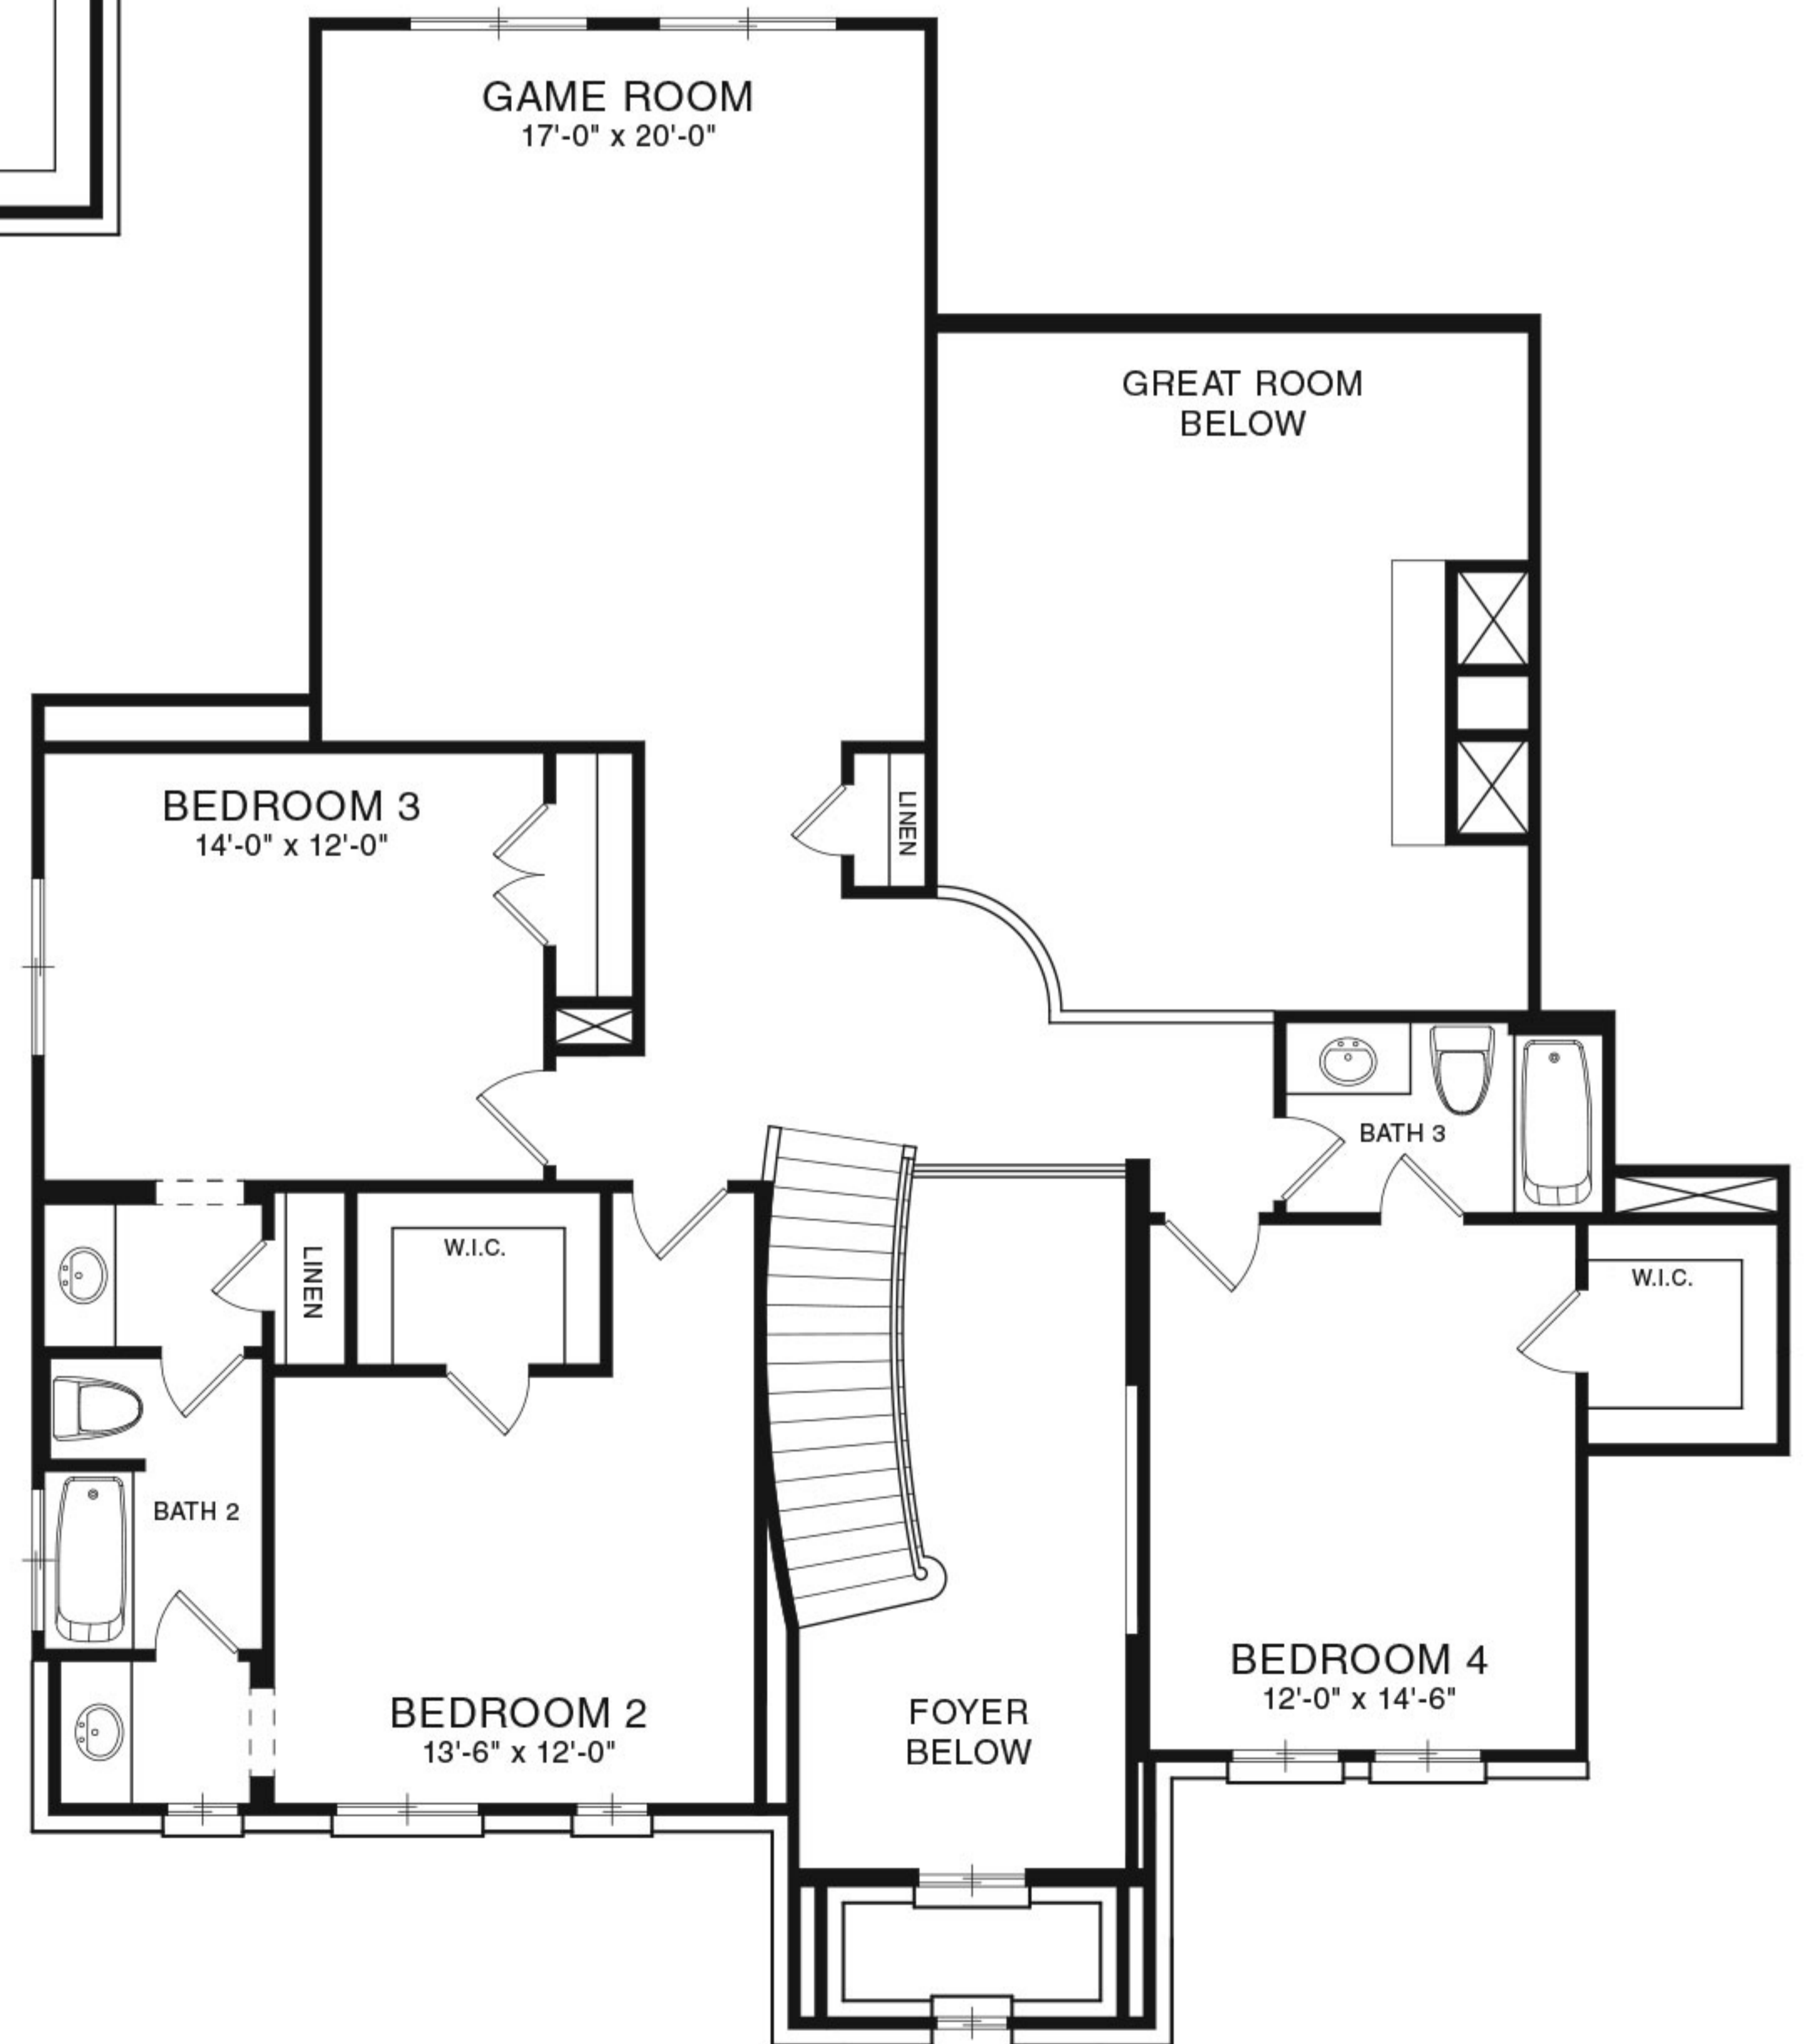 GAME ROOM
17'-0" x 20'-0"
GREAT ROOM
BELOW
BEDROOM 3
14'-0" x 12'-0"
LINEN
BATH 3
LINEN
W.I.C.
W.I.C.
BATH 2
BEDROOM 4
12'-0" x 14'-6"
BEDROOM 2
13'-6" x 12'-0"
FOYER
BELOW